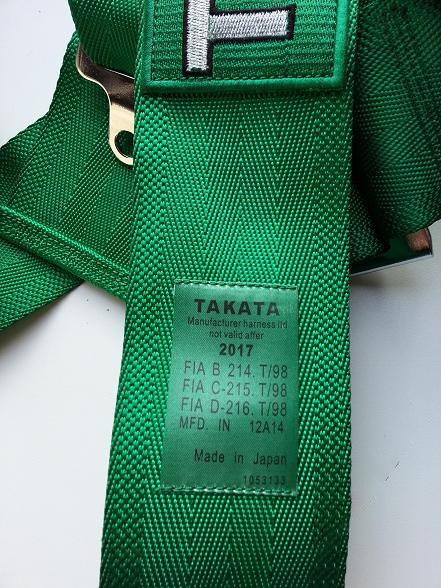 T
TAKATA
Manufacturer harness ltd
not valid affer
2017
FIA B 214. T/98
FIA C-215. T/98
FIA D-216. T/98
MFD. IN 12A14
Made in Japan
1053133